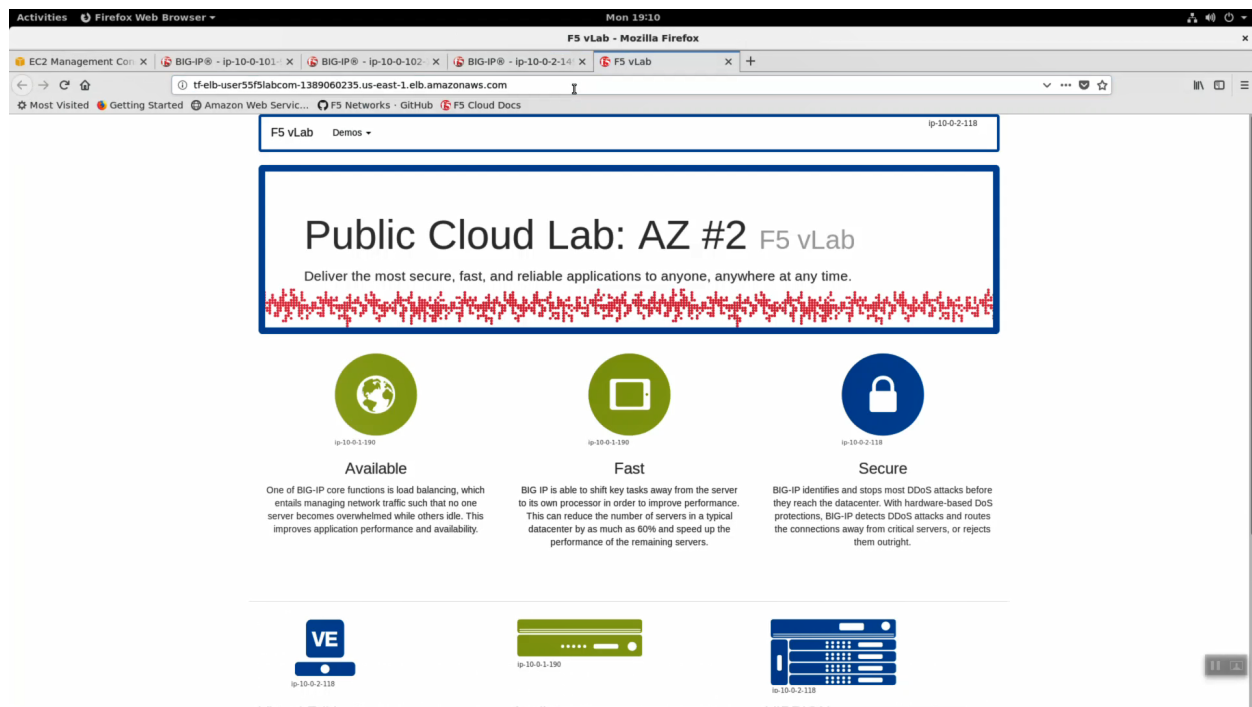 Activities Firefox Web Browser Mon 19:10
F5 vLab - Mozilla Firefox
EC2 Management Con BIG-IP® - ip-10-0-101- BIG-IP® - ip-10-0-102- BIG-IP® - ip-10-0-2-14 F5 vLab
tf-elb-user55f5labcom-1389060235.us-east-1.elb.amazonaws.com
Most Visited Getting Started Amazon Web Servic... F5 Networks · GitHub F5 Cloud Docs
F5 vLab Demos ip-10-0-2-118
Public Cloud Lab: AZ #2 F5 vLab
Deliver the most secure, fast, and reliable applications to anyone, anywhere at any time.
ip-10-0-1-190
Available
One of BIG-IP core functions is load balancing, which
entails managing network traffic such that no one
server becomes overwhelmed while others idle. This
improves application performance and availability.
ip-10-0-1-190
Fast
BIG IP is able to shift key tasks away from the server
to its own processor in order to improve performance.
This can reduce the number of servers in a typical
datacenter by as much as 60% and speed up the
performance of the remaining servers.
ip-10-0-2-118
Secure
BIG-IP identifies and stops most DDoS attacks before
they reach the datacenter. With hardware-based DoS
protections, BIG-IP detects DDoS attacks and routes
the connections away from critical servers, or rejects
them outright.
VE
ip-10-0-2-118
ip-10-0-1-190
ip-10-0-2-118